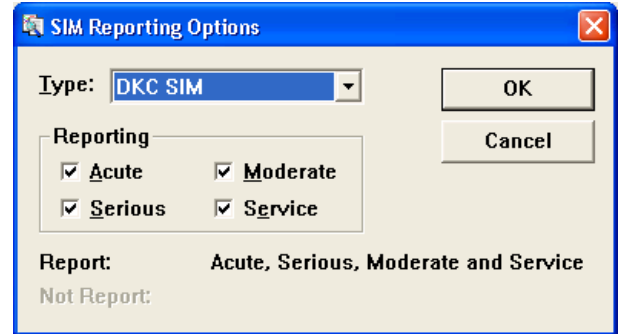 SIM Reporting Options
Type: DKC SIM OK
Reporting Cancel
Acute Moderate
Serious Service
Report: Acute, Serious, Moderate and Service
Not Report: